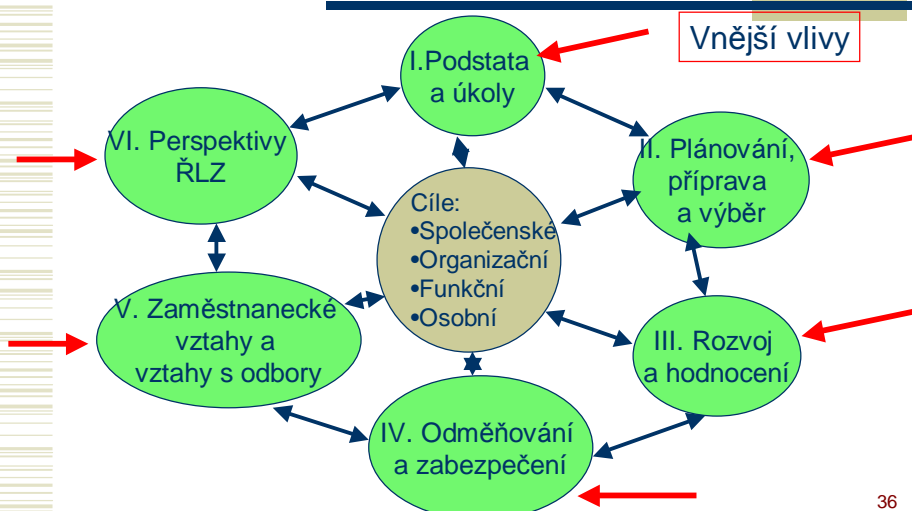 Vnější vlivy
I.Podstata
a úkoly
VI. Perspektivy
ŘLZ
II. Plánování,
příprava
a výběr
Cíle:
•Společenské
•Organizační
•Funkční
•Osobní
V. Zaměstnanecké
vztahy a
vztahy s odbory
III. Rozvoj
a hodnocení
IV. Odměňování
a zabezpečení
36